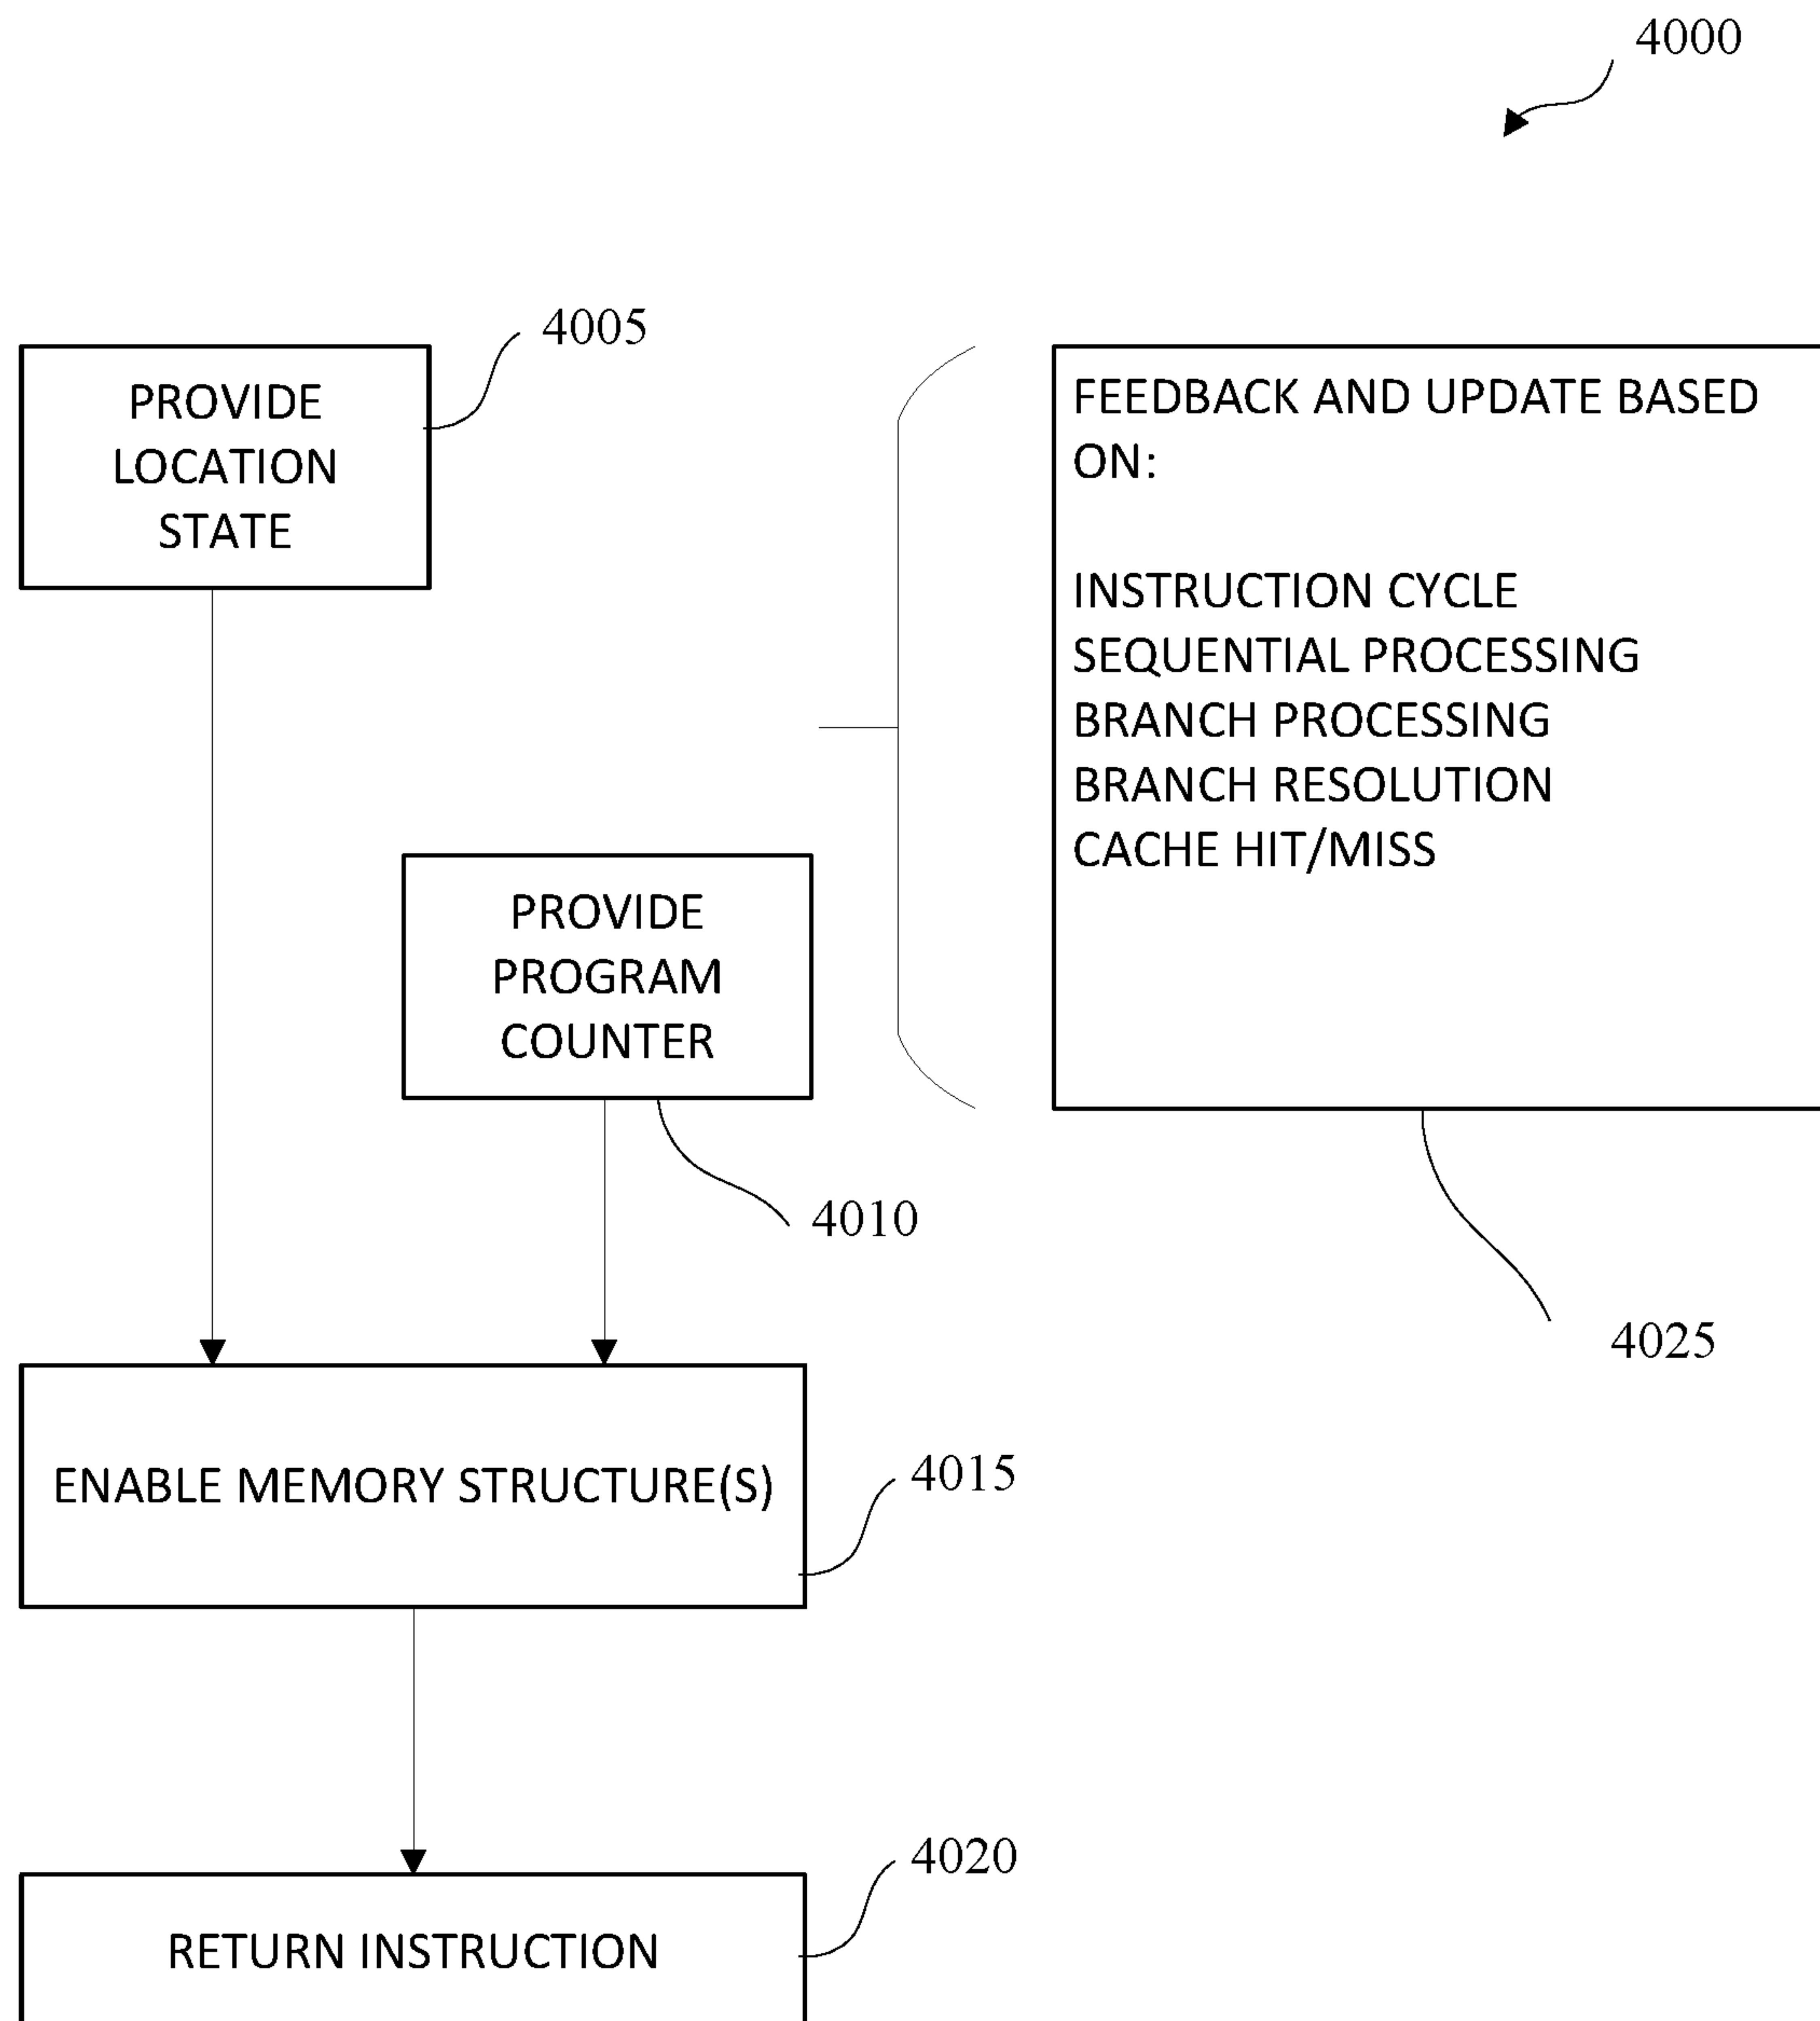 4000
4005
PROVIDE
LOCATION
STATE
FEEDBACK AND UPDATE BASED
ON:
INSTRUCTION CYCLE
SEQUENTIAL PROCESSING
BRANCH PROCESSING
BRANCH RESOLUTION
CACHE HIT/MISS
PROVIDE
PROGRAM
COUNTER
4010
4025
ENABLE MEMORY STRUCTURE(S)
4015
4020
RETURN INSTRUCTION